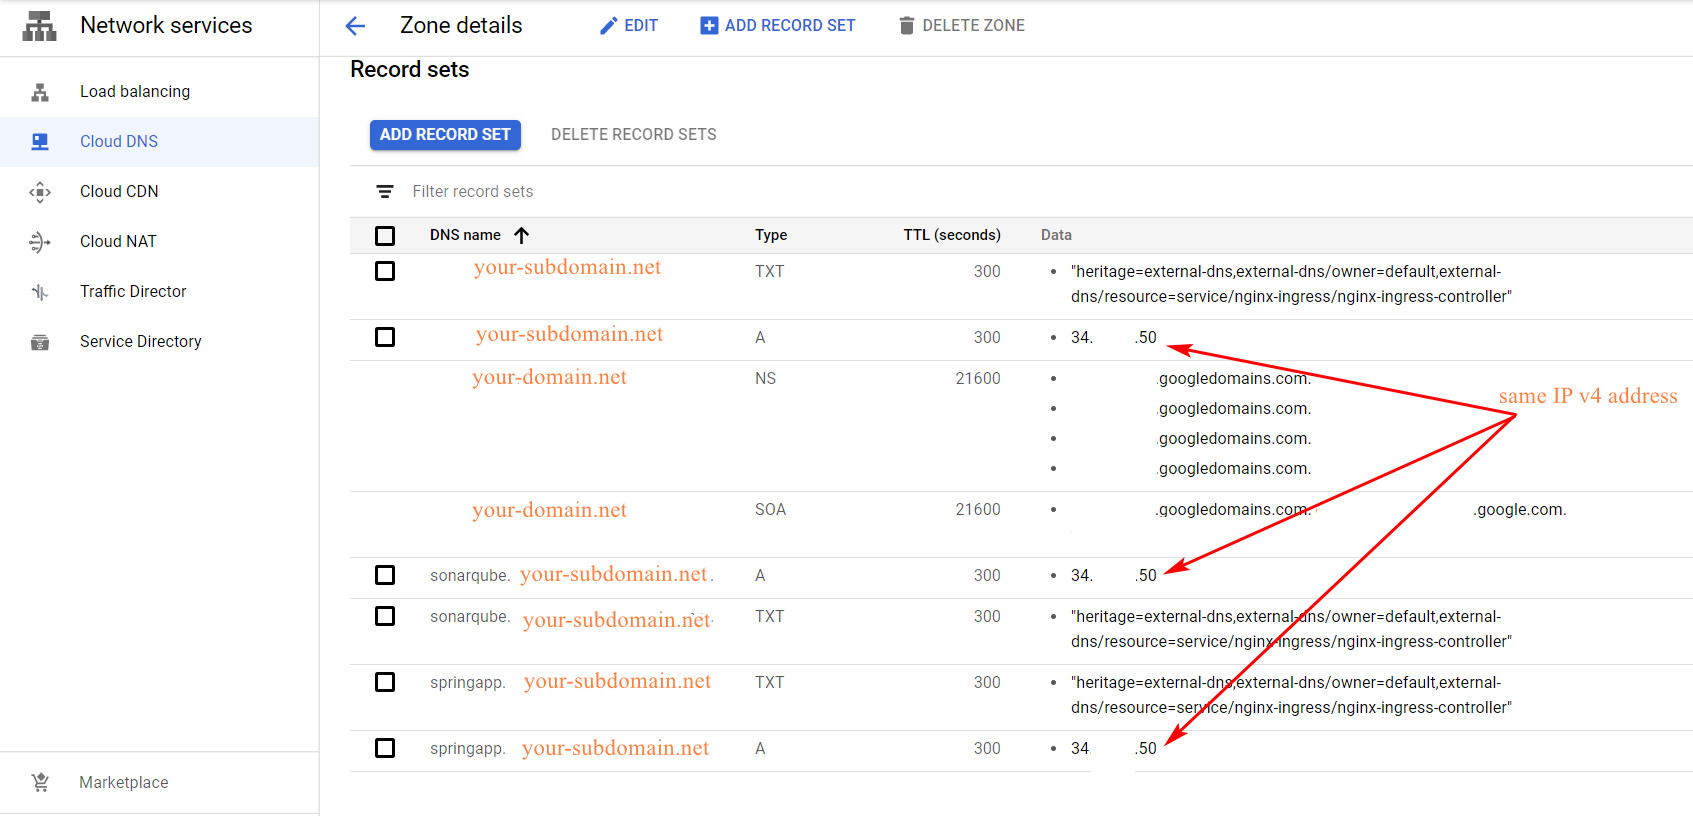 Network services
Zone details
EDIT
ADD RECORD SET
DELETE ZONE
Load balancing
Cloud DNS
Cloud CDN
Cloud NAT
Traffic Director
Service Directory
Marketplace
Record sets
ADD RECORD SET
DELETE RECORD SETS
Filter record sets
DNS name Type TTL (seconds) Data
your-subdomain.net TXT 300 • "heritage=external-dns,external-dns/owner=default,external-
dns/resource=service/nginx-ingress/nginx-ingress-controller"
your-subdomain.net A 300 • 34. .50
your-domain.net NS 21600 • .googledomains.com.
• .googledomains.com.
• .googledomains.com.
• .googledomains.com.
same IP v4 address
your-domain.net SOA 21600 • .googledomains.com. .google.com.
sonarqube. your-subdomain.net. A 300 • 34. .50
sonarqube. your-subdomain.net. TXT 300 • "heritage=external-dns,external-dns/owner=default,external-
dns/resource=service/nginx-ingress/nginx-ingress-controller"
springapp. your-subdomain.net TXT 300 • "heritage=external-dns,external-dns/owner=default,external-
dns/resource=service/nginx-ingress/nginx-ingress-controller"
springapp. your-subdomain.net A 300 • 34 .50